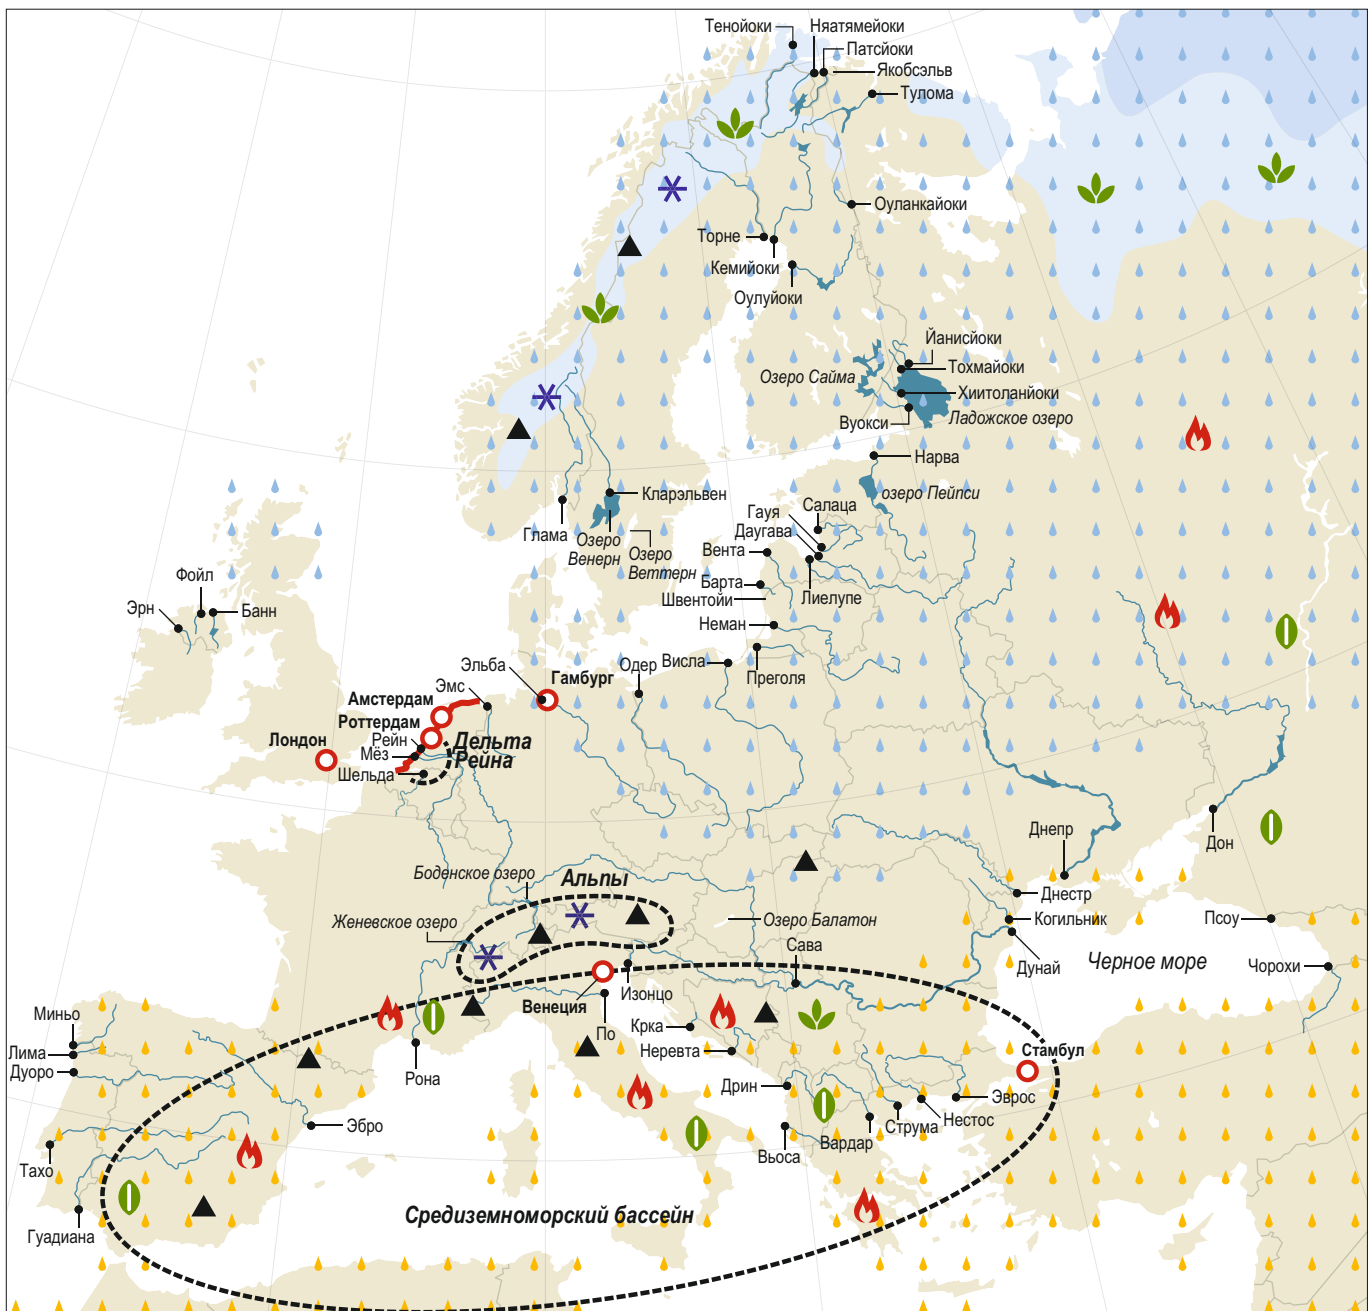 Тенойоки
Няатямейоки
Патсйоки
Якобсэльв
Тулома
Оуланкайоки
Торне
Кемийоки
Оулуйоки
Йанисйоки
Тохмайоки
Озеро Сайма
Хиитоланйоки
Вуокси
Ладожское озеро
Нарва
озеро Пейпси
Кларэльвен
Глама
Озеро
Венерн
Озеро
Веттерн
Салаца
Гауя
Даугава
Вента
Барта
Швентойи
Лиелупе
Неман
Преголя
Фойл
Эрн
Банн
Эльба
Гамбург
Одер
Висла
Эмс
Амстердам
Роттердам
Рейн
Мёз
Шельда
Лондон
Дельта
Рейна
Днепр
Дон
Днестр
Когильник
Дунай
Псоу
Чорохи
Черное море
Боденское озеро
Альпы
Женевское озеро
Озеро Балатон
Сава
Венеция
Изонцо
По
Крка
Неревта
Миньо
Лима
Дуоро
Рона
Стамбул
Дрин
Эврос
Нестос
Струма
Вардар
Вьоса
Эбро
Тахо
Гуадиана
Средиземноморский бассейн